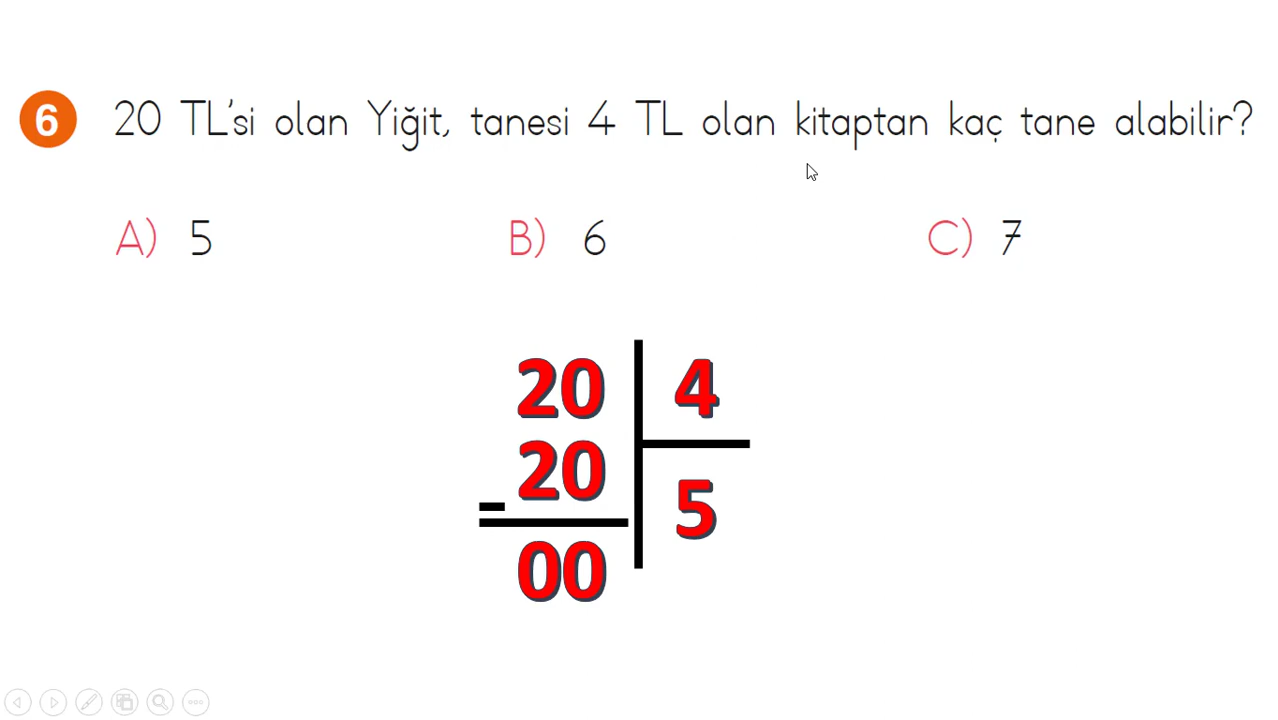 6 20 TL'si olan Yiğit, tanesi 4 TL olan kitaptan kaç tane alabilir?
A) 5 B) 6 C) 7
20 4
20
5
00